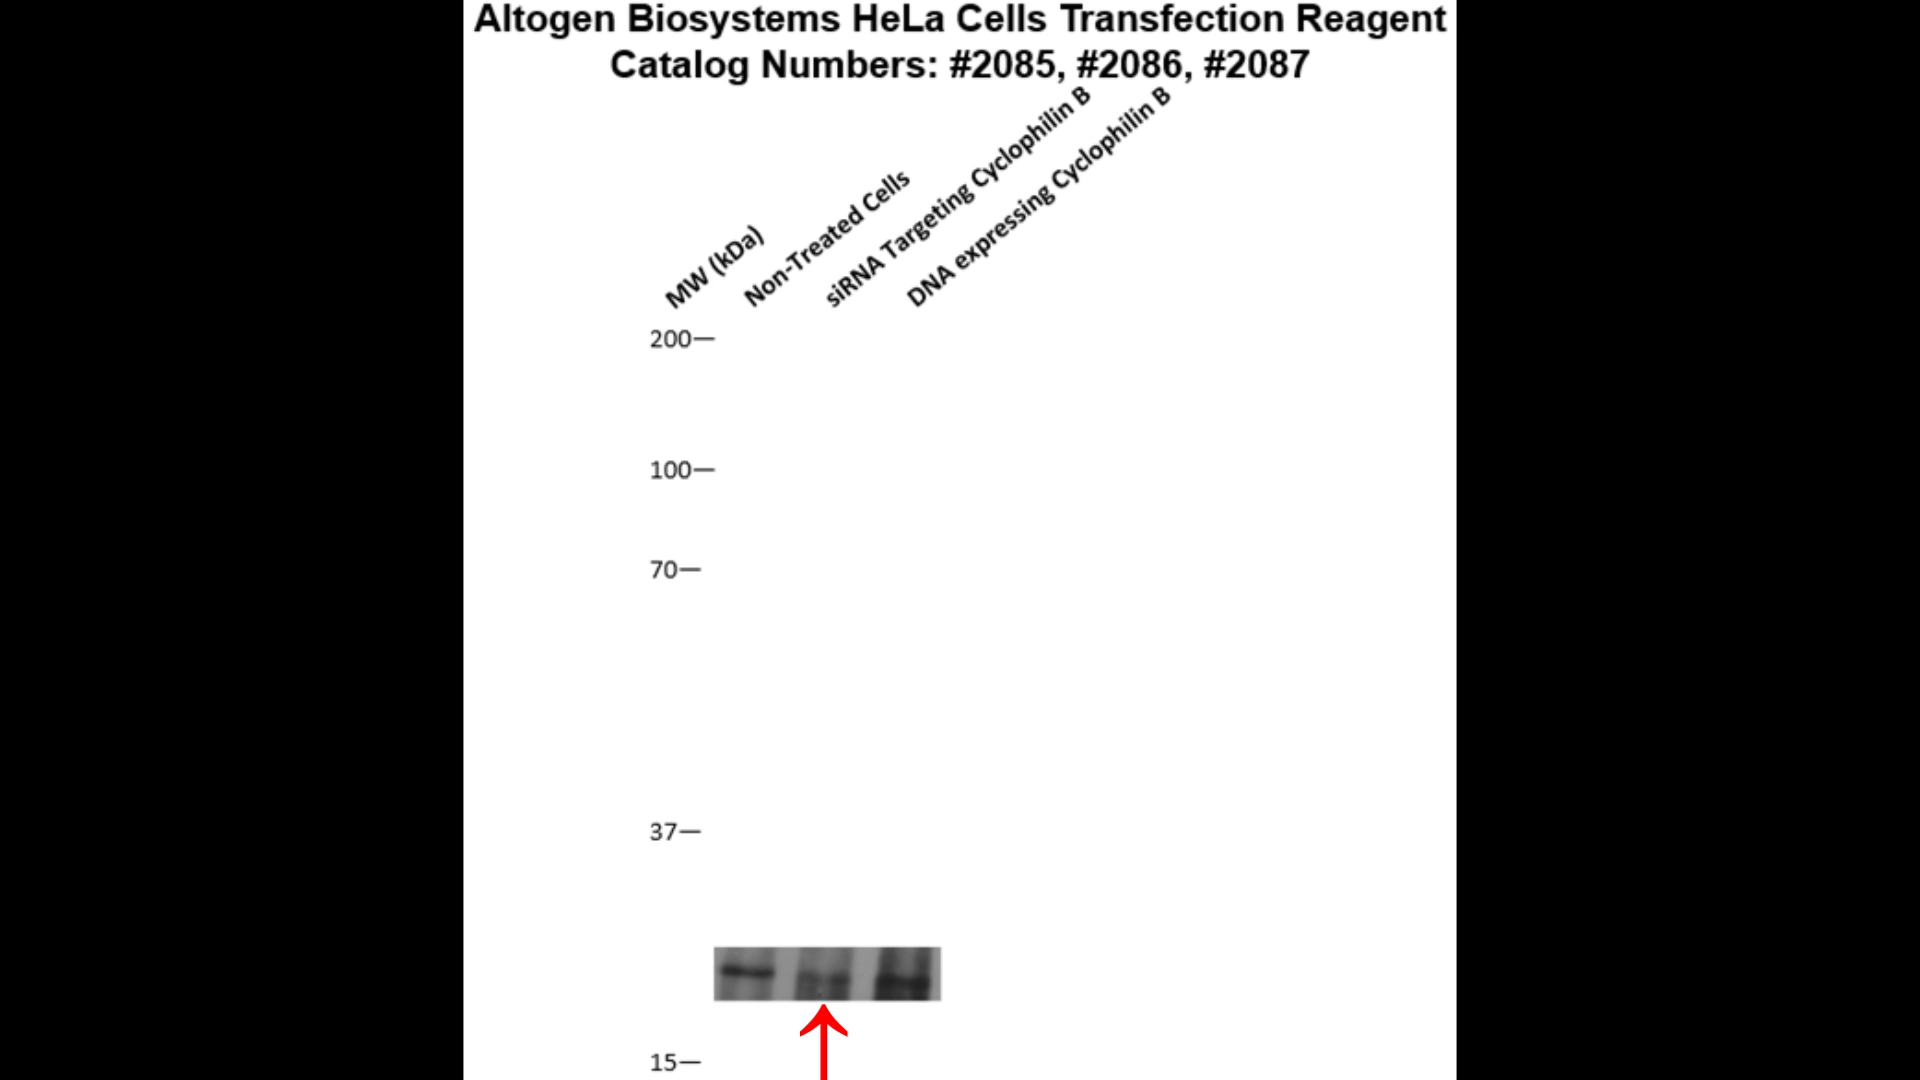 Altogen Biosystems HeLa Cells Transfection Reagent
Catalog Numbers: #2085, #2086, #2087
MW (kDa)
Non-Treated Cells
siRNA Targeting Cyclophilin B
DNA expressing Cyclophilin B
200—
100—
70—
37—
15—